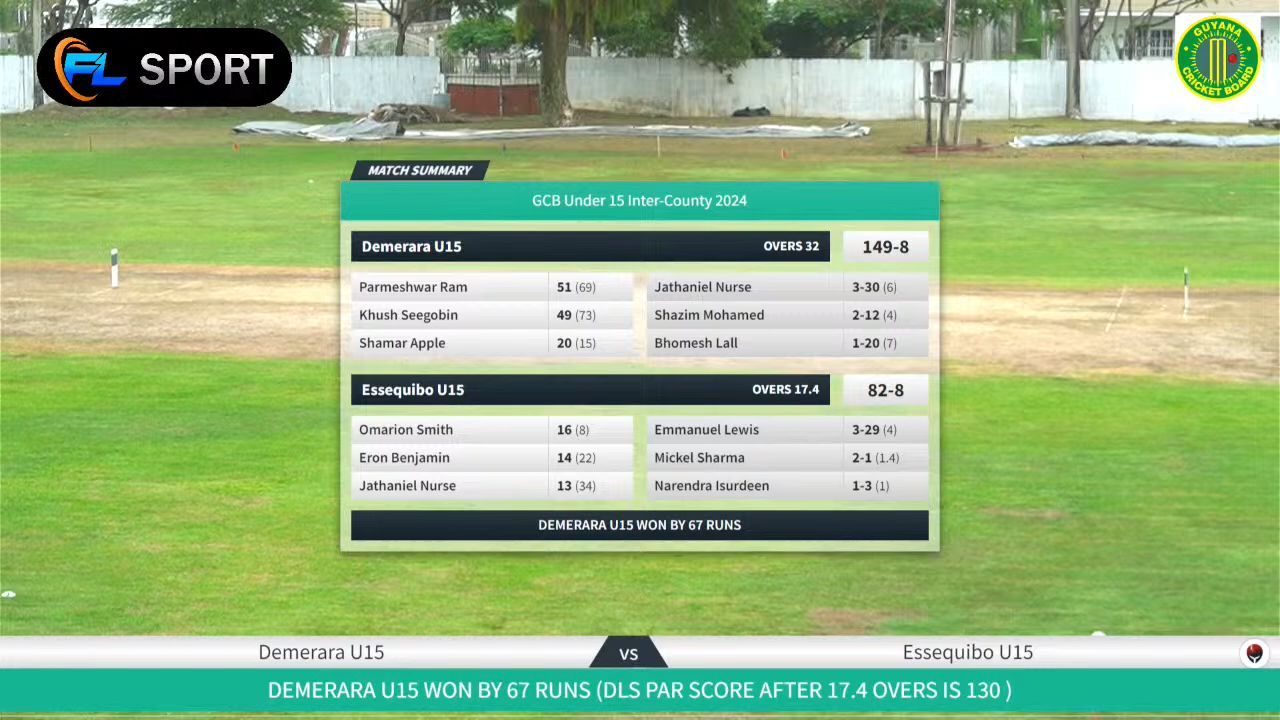 FL SPORT
GUYANA
CRICKET BOARD
MATCH SUMMARY
GCB Under 15 Inter-County 2024
Demerara U15 OVERS 32 149-8
Parmeshwar Ram 51 (69) Jathaniel Nurse 3-30 (6)
Khush Seegobin 49 (73) Shazim Mohamed 2-12 (4)
Shamar Apple 20 (15) Bhomesh Lall 1-20 (7)
Essequibo U15 OVERS 17.4 82-8
Omarion Smith 16 (8) Emmanuel Lewis 3-29 (4)
Eron Benjamin 14 (22) Mickel Sharma 2-1 (1.4)
Jathaniel Nurse 13 (34) Narendra Isurdeen 1-3 (1)
DEMERARA U15 WON BY 67 RUNS
Demerara U15 VS Essequibo U15
DEMERARA U15 WON BY 67 RUNS (DLS PAR SCORE AFTER 17.4 OVERS IS 130 )